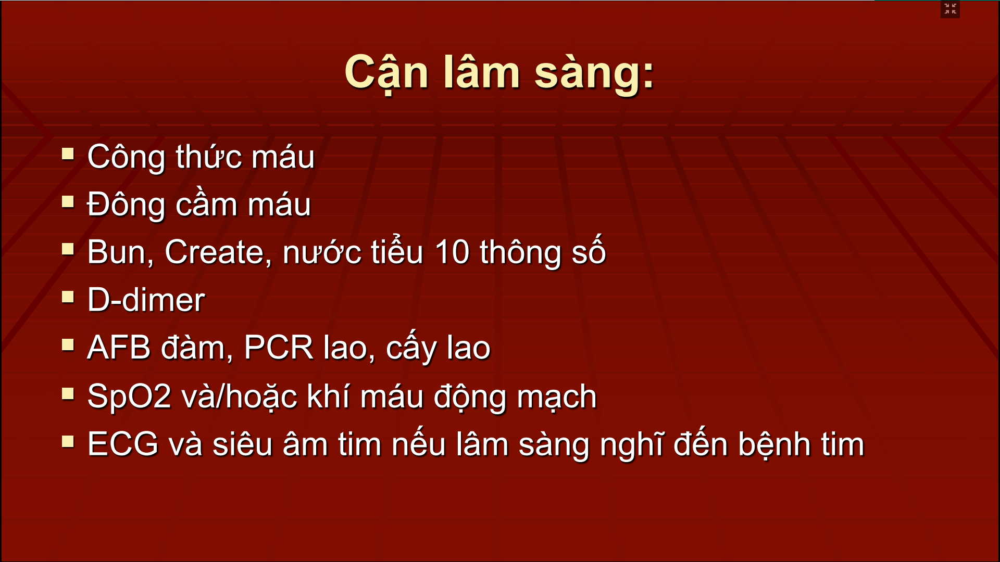 Cận lâm sàng:
Công thức máu
Đông cầm máu
Bun, Create, nước tiểu 10 thông số
D-dimer
AFB đàm, PCR lao, cấy lao
SpO2 và/hoặc khí máu động mạch
ECG và siêu âm tim nếu lâm sàng nghĩ đến bệnh tim